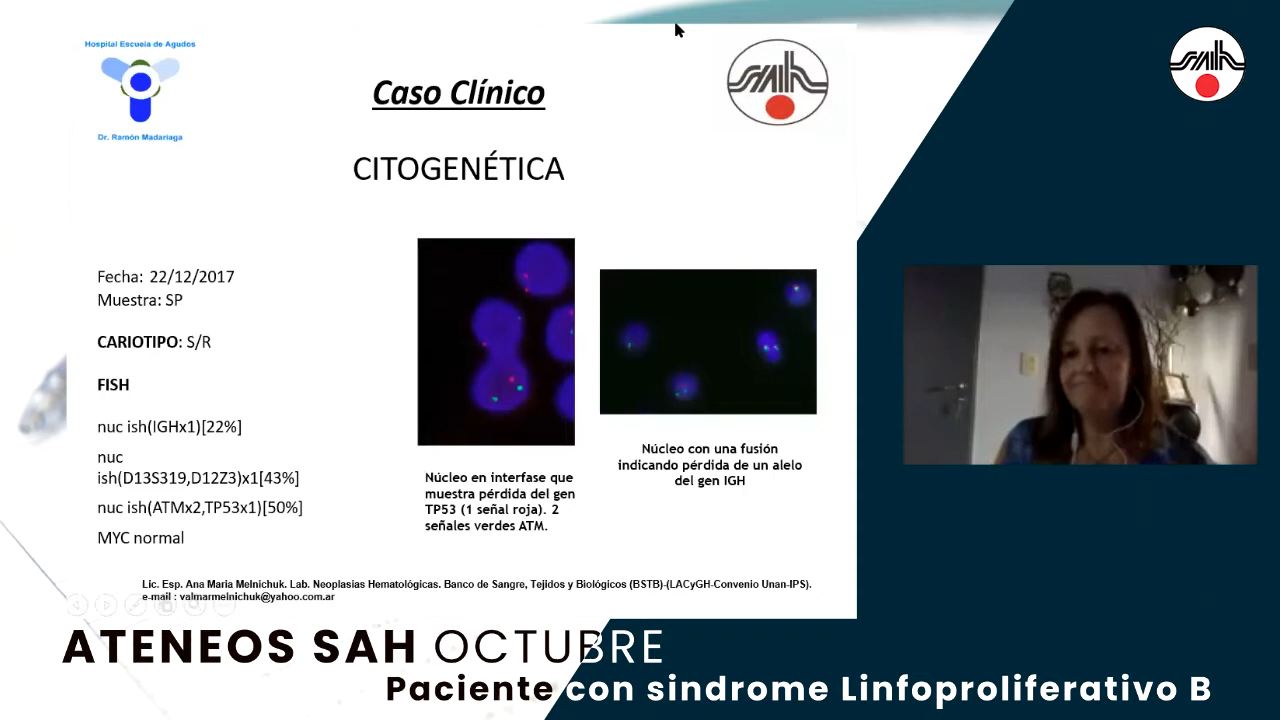 Hospital Escuela de Agudos
Dr. Ramón Madariaga
Caso Clínico
CITOGENÉTICA
Fecha: 22/12/2017
Muestra: SP
CARIOTIPO: S/R
FISH
nuc ish(IGHx1)[22%]
nuc
ish(D13S319,D12Z3)x1[43%]
nuc ish(ATMx2,TP53x1)[50%]
MYC normal
Núcleo en interfase que
muestra pérdida del gen
TP53 (1 señal roja). 2
señales verdes ATM.
Núcleo con una fusión
indicando pérdida de un alelo
del gen IGH
Lic. Esp. Ana Maria Melnichuk. Lab. Neoplasias Hematológicas. Banco de Sangre, Tejidos y Biológicos (BSTB)-(LACyGH-Convenio Unan-IPS).
e-mail : valmarmelnichuk@yahoo.com.ar
ATENEOS SAH OCTUBRE
Paciente con sindrome Linfoproliferativo B